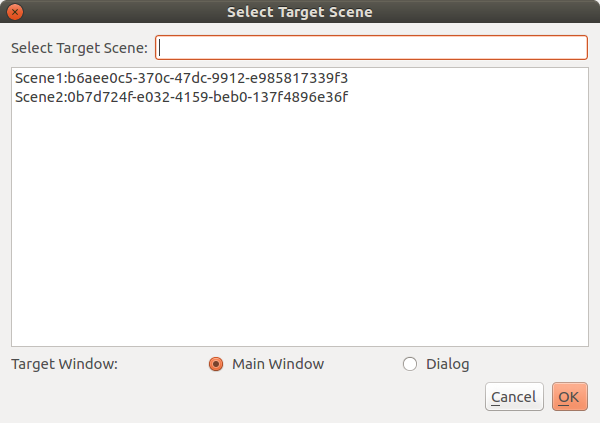 Select Target Scene
Select Target Scene:
Scene1:b6aee0c5-370c-47dc-9912-e985817339f3
Scene2:0b7d724f-e032-4159-beb0-137f4896e36f
Target Window: Main Window Dialog
Cancel OK